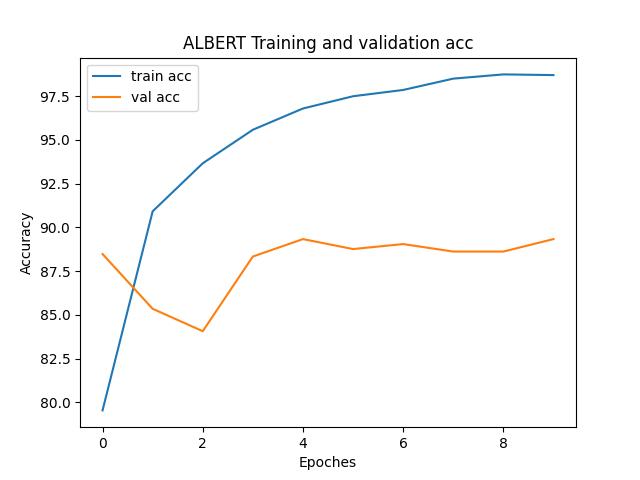 ALBERT Training and validation acc
train acc
val acc
97.5
95.0
92.5
90.0
87.5
85.0
82.5
80.0
Accuracy
0 2 4 6 8
Epoches